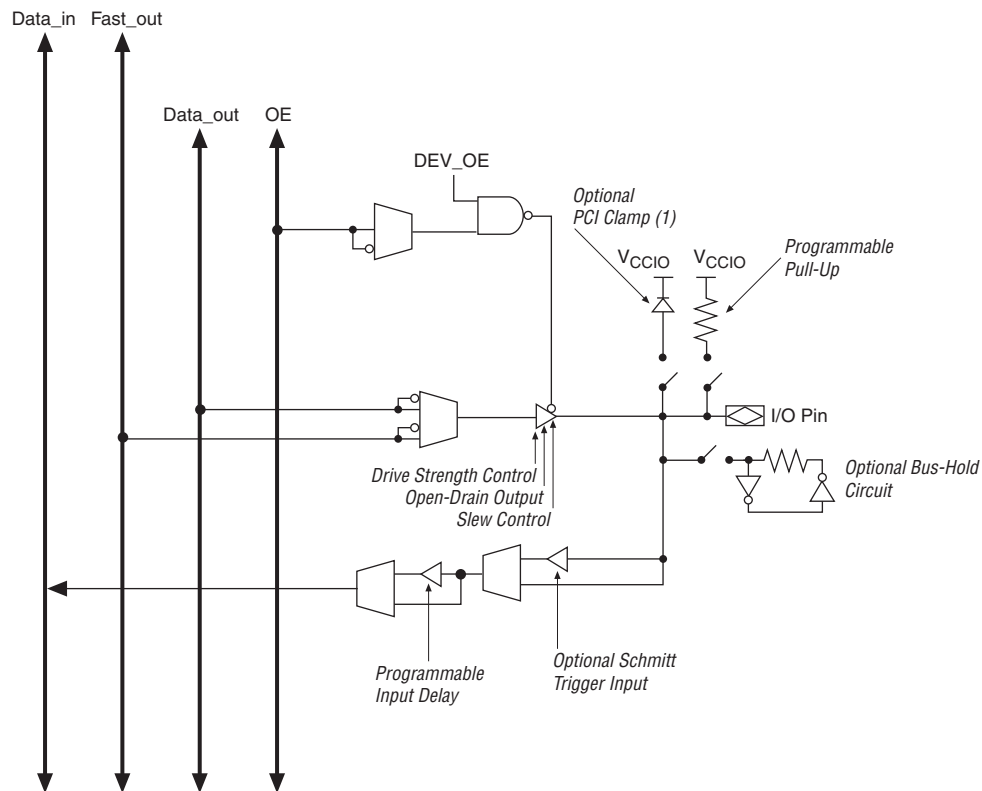 Data_in Fast_out
Data_out OE
DEV_OE
Optional
PCI Clamp (1)
VCCIO VCCIO
Programmable
Pull-Up
I/O Pin
Drive Strength Control
Open-Drain Output
Slew Control
Optional Bus-Hold
Circuit
Programmable
Input Delay
Optional Schmitt
Trigger Input